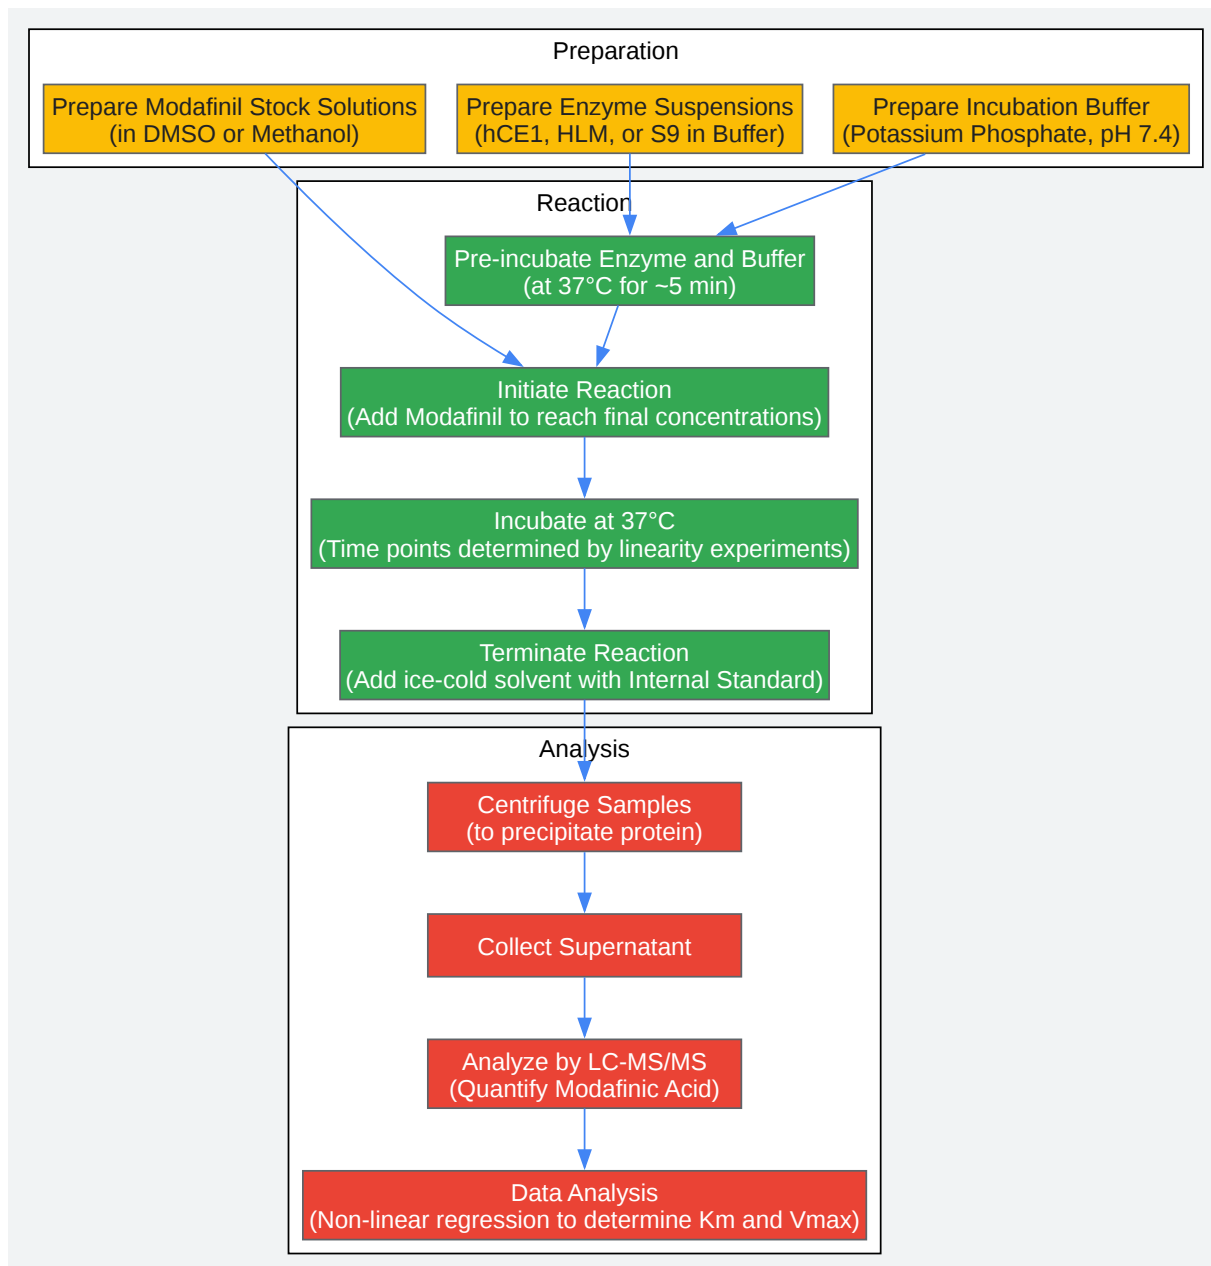 Preparation
Prepare Modafinil Stock Solutions
(in DMSO or Methanol)
Prepare Enzyme Suspensions
(hCE1, HLM, or S9 in Buffer)
Prepare Incubation Buffer
(Potassium Phosphate, pH 7.4)
Reaction
Pre-incubate Enzyme and Buffer
(at 37°C for ~5 min)
Initiate Reaction
(Add Modafinil to reach final concentrations)
Incubate at 37°C
(Time points determined by linearity experiments)
Terminate Reaction
(Add ice-cold solvent with Internal Standard)
Analysis
Centrifuge Samples
(to precipitate protein)
Collect Supernatant
Analyze by LC-MS/MS
(Quantify Modafinic Acid)
Data Analysis
(Non-linear regression to determine Km and Vmax)